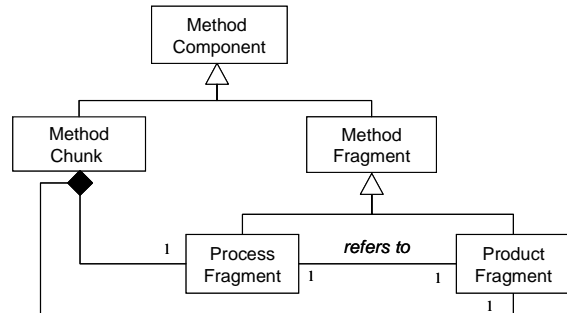 Method
Component
Method
Chunk
Method
Fragment
1
Process
Fragment
refers to
1
1
Product
Fragment
1